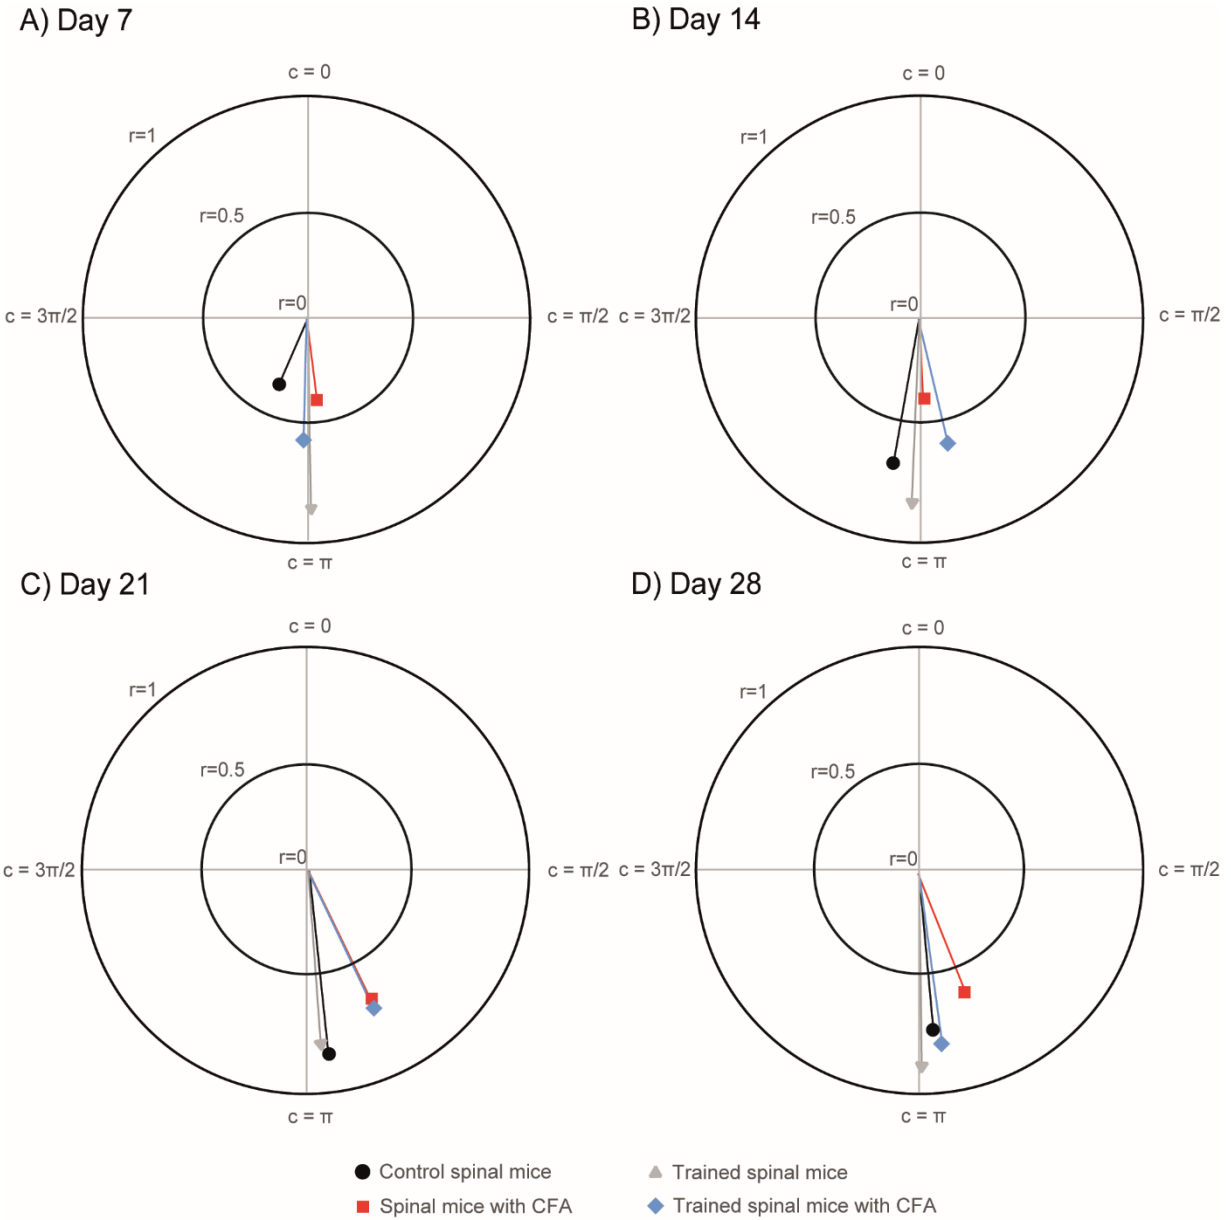 A) Day 7
B) Day 14
c = 0
c = 0
r=1
r=1
r=0.5
r=0.5
r=0
r=0
c = 3π/2
c = π/2
c = 3π/2
c = π/2
c = π
c = π
C) Day 21
D) Day 28
c = 0
c = 0
r=1
r=1
r=0.5
r=0.5
r=0
r=0
c = 3π/2
c = π/2
c = 3π/2
c = π/2
c = π
c = π
Control spinal mice
Trained spinal mice
Spinal mice with CFA
Trained spinal mice with CFA